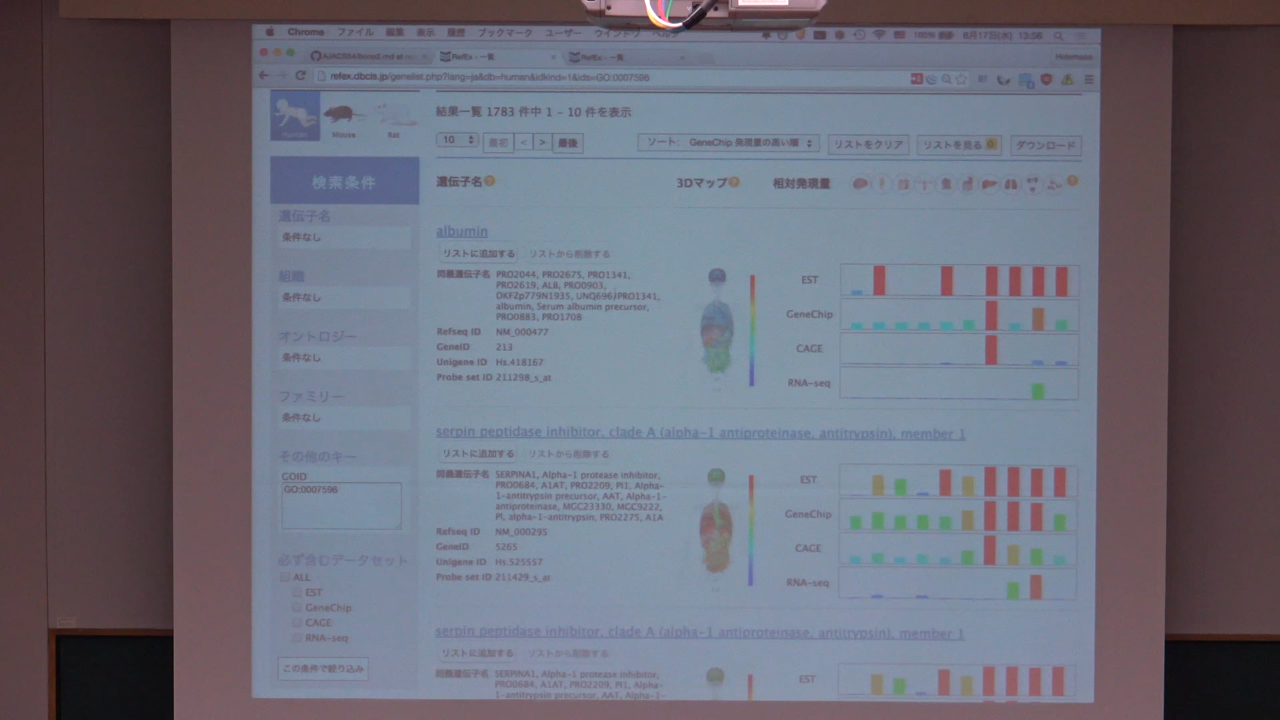 Chrome ファイル 編集 表示 履歴 ブックマーク ユーザー ウインドウ ヘルプ 100% 6月17日(水) 13:56
RefEx - 一覧 RefEx - 一覧
refex.dbcls.jp/genelist.php?lang=ja&db=human&idkind=1&ids=GO:0007596
Human Mouse Rat
結果一覧 1783 件中 1 - 10 件を表示
10 最初 < > 最後 ソート: GeneChip 発現量の高い順 リストをクリア リストを見る 0 ダウンロード
検索条件
遺伝子名
条件なし
組織
条件なし
オントロジー
条件なし
ファミリー
条件なし
その他のキー
GOID
GO:0007596
必ず含むデータセット
ALL
EST
GeneChip
CAGE
RNA-seq
この条件で絞り込み
遺伝子名 3Dマップ 相対発現量
albumin
リストに追加する リストから削除する
同義遺伝子名 PRO2044, PRO2675, PRO1341,
PRO2619, ALB, PRO0903,
DKFZp779N1935, UNQ696/PRO1341,
albumin, Serum albumin precursor,
PRO0883, PRO1708
Refseq ID NM_000477
GeneID 213
Unigene ID Hs.418167
Probe set ID 211298_s_at
EST
GeneChip
CAGE
RNA-seq
serpin peptidase inhibitor, clade A (alpha-1 antiproteinase, antitrypsin), member 1
リストに追加する リストから削除する
同義遺伝子名 SERPINA1, Alpha-1 protease inhibitor,
PRO0684, A1AT, PRO2209, PI1, Alpha-
1-antitrypsin precursor, AAT, Alpha-1-
antiproteinase, MGC23330, MGC9222,
PI, alpha-1-antitrypsin, PRO2275, A1A
Refseq ID NM_000295
GeneID 5265
Unigene ID Hs.525557
Probe set ID 211429_s_at
EST
GeneChip
CAGE
RNA-seq
serpin peptidase inhibitor, clade A (alpha-1 antiproteinase, antitrypsin), member 1
リストに追加する リストから削除する
同義遺伝子名 SERPINA1, Alpha-1 protease inhibitor,
PRO0684, A1AT, PRO2209, PI1, Alpha-
1-antitrypsin precursor, AAT, Alpha-1-
EST